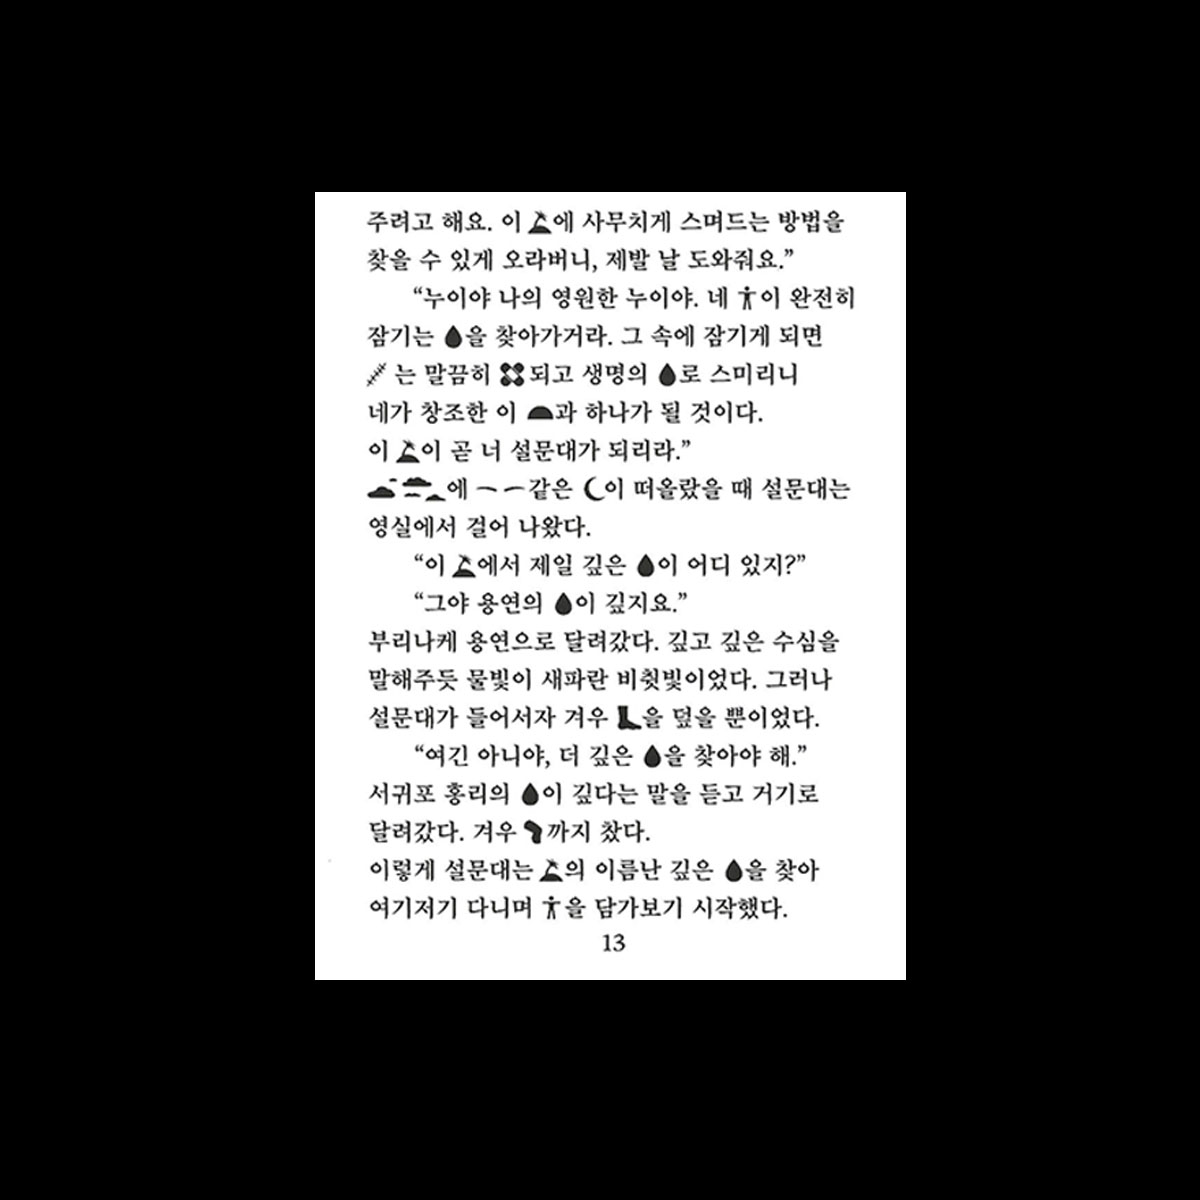 주려고 해요. 이 에 사무치게 스며드는 방법을
찾을 수 있게 오라버니, 제발 날 도와줘요.”
“누이야 나의 영원한 누이야. 네 이 완전히
잠기는 을 찾아가거라. 그 속에 잠기게 되면
는 말끔히 되고 생명의 로 스미리니
네가 창조한 이 과 하나가 될 것이다.
이 이 곧 너 설문대가 되리라.”
에 같은 이 떠올랐을 때 설문대는
영실에서 걸어 나왔다.
“이 에서 제일 깊은 이 어디 있지?”
“그야 용연의 이 깊지요.”
부리나케 용연으로 달려갔다. 깊고 깊은 수심을
말해주듯 물빛이 새파란 비췻빛이었다. 그러나
설문대가 들어서자 겨우 을 덮을 뿐이었다.
“여긴 아니야, 더 깊은 을 찾아야 해.”
서귀포 홍리의 이 깊다는 말을 듣고 거기로
달려갔다. 겨우 까지 찼다.
이렇게 설문대는 의 이름난 깊은 을 찾아
여기저기 다니며 을 담가보기 시작했다.
13